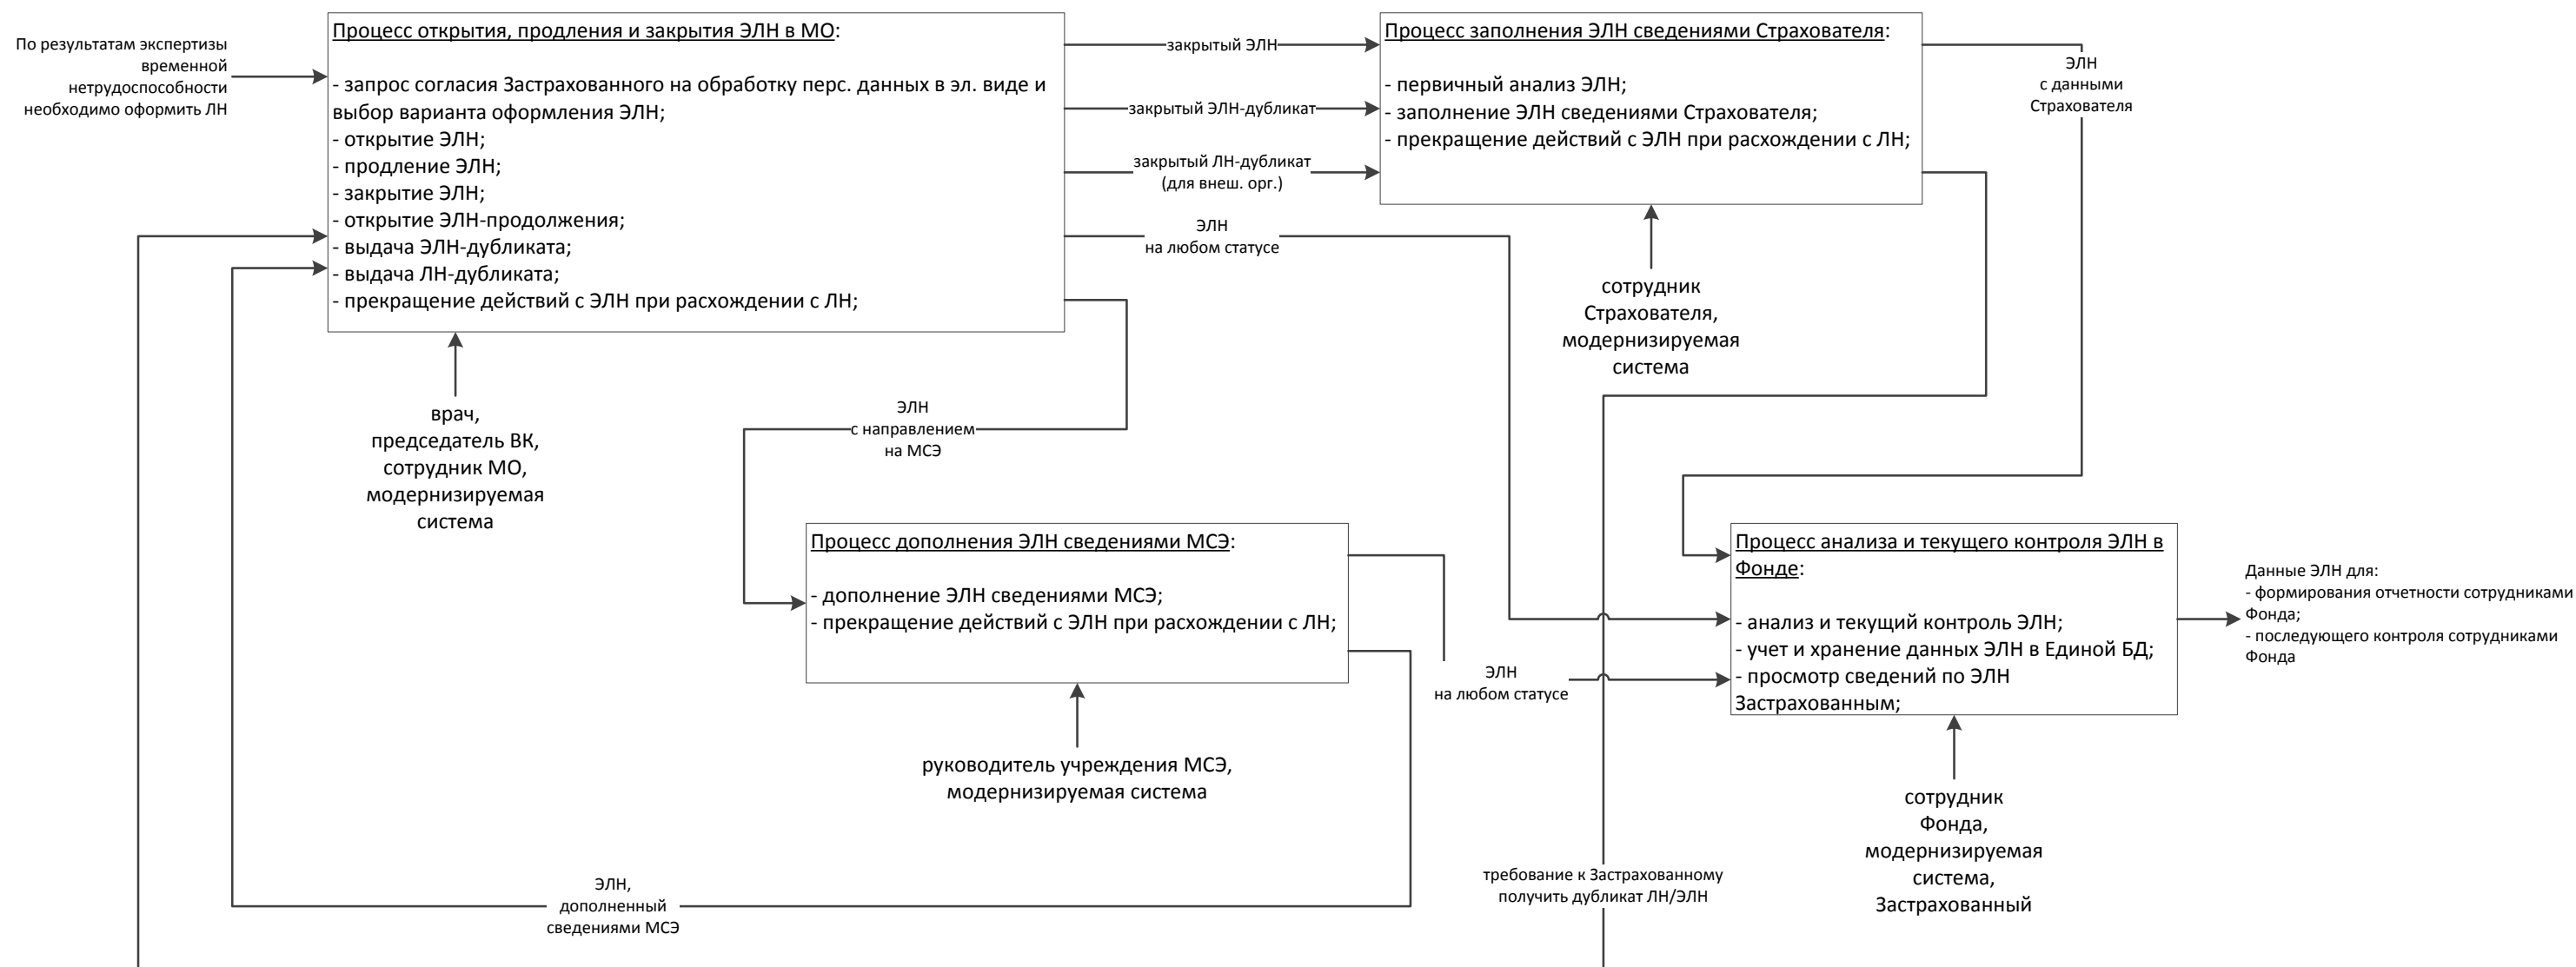 По результатам экспертизы
временной
нетрудоспособности
необходимо оформить ЛН
Процесс открытия, продления и закрытия ЭЛН в МО:
- запрос согласия Застрахованного на обработку перс. данных в эл. виде и
выбор варианта оформления ЭЛН;
- открытие ЭЛН;
- продление ЭЛН;
- закрытие ЭЛН;
- открытие ЭЛН-продолжения;
- выдача ЭЛН-дубликата;
- выдача ЛН-дубликата;
- прекращение действий с ЭЛН при расхождении с ЛН;
закрытый ЭЛН
закрытый ЭЛН-дубликат
закрытый ЛН-дубликат
(для внеш. орг.)
ЭЛН
на любом статусе
Процесс заполнения ЭЛН сведениями Страхователя:
- первичный анализ ЭЛН;
- заполнение ЭЛН сведениями Страхователя;
- прекращение действий с ЭЛН при расхождении с ЛН;
ЭЛН
с данными
Страхователя
сотрудник
Страхователя,
модернизируемая
система
врач,
председатель ВК,
сотрудник МО,
модернизируемая
система
ЭЛН
с направлением
на МСЭ
Процесс дополнения ЭЛН сведениями МСЭ:
- дополнение ЭЛН сведениями МСЭ;
- прекращение действий с ЭЛН при расхождении с ЛН;
ЭЛН
на любом статусе
Процесс анализа и текущего контроля ЭЛН в
Фонде:
- анализ и текущий контроль ЭЛН;
- учет и хранение данных ЭЛН в Единой БД;
- просмотр сведений по ЭЛН
Застрахованным;
Данные ЭЛН для:
- формирования отчетности сотрудниками
Фонда;
- последующего контроля сотрудниками
Фонда
руководитель учреждения МСЭ,
модернизируемая система
сотрудник
Фонда,
модернизируемая
система,
Застрахованный
ЭЛН,
дополненный
сведениями МСЭ
требование к Застрахованному
получить дубликат ЛН/ЭЛН